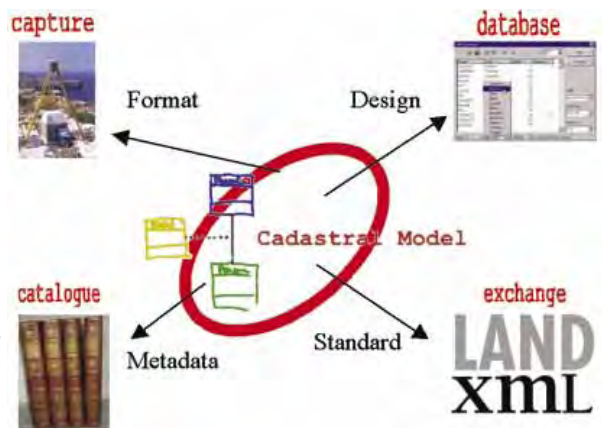 capture
database
Format
Design
Cadastral Model
catalogue
exchange
Metadata
Standard
LAND
xmL